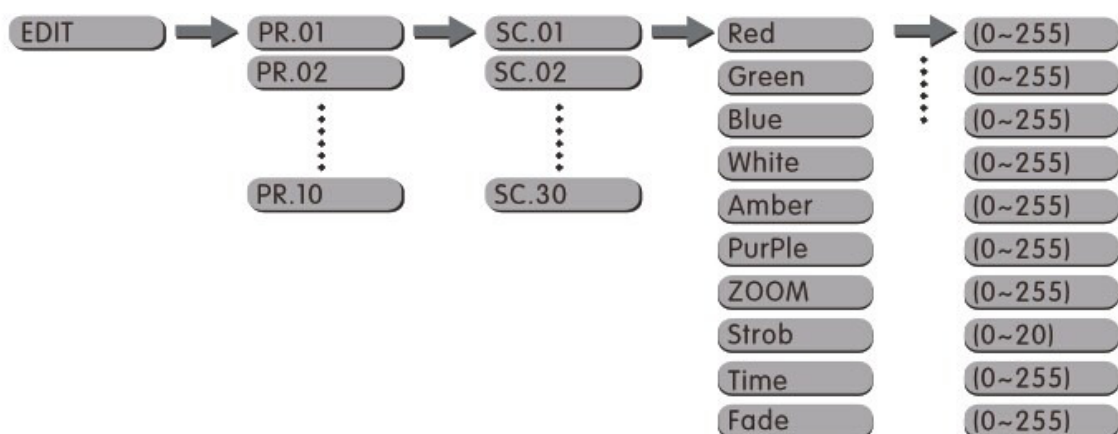 EDIT
PR.01
PR.02
PR.10
SC.01
SC.02
SC.30
Red
Green
Blue
White
Amber
PurPle
ZOOM
Strob
Time
Fade
(0~255)
(0~255)
(0~255)
(0~255)
(0~255)
(0~255)
(0~255)
(0~20)
(0~255)
(0~255)